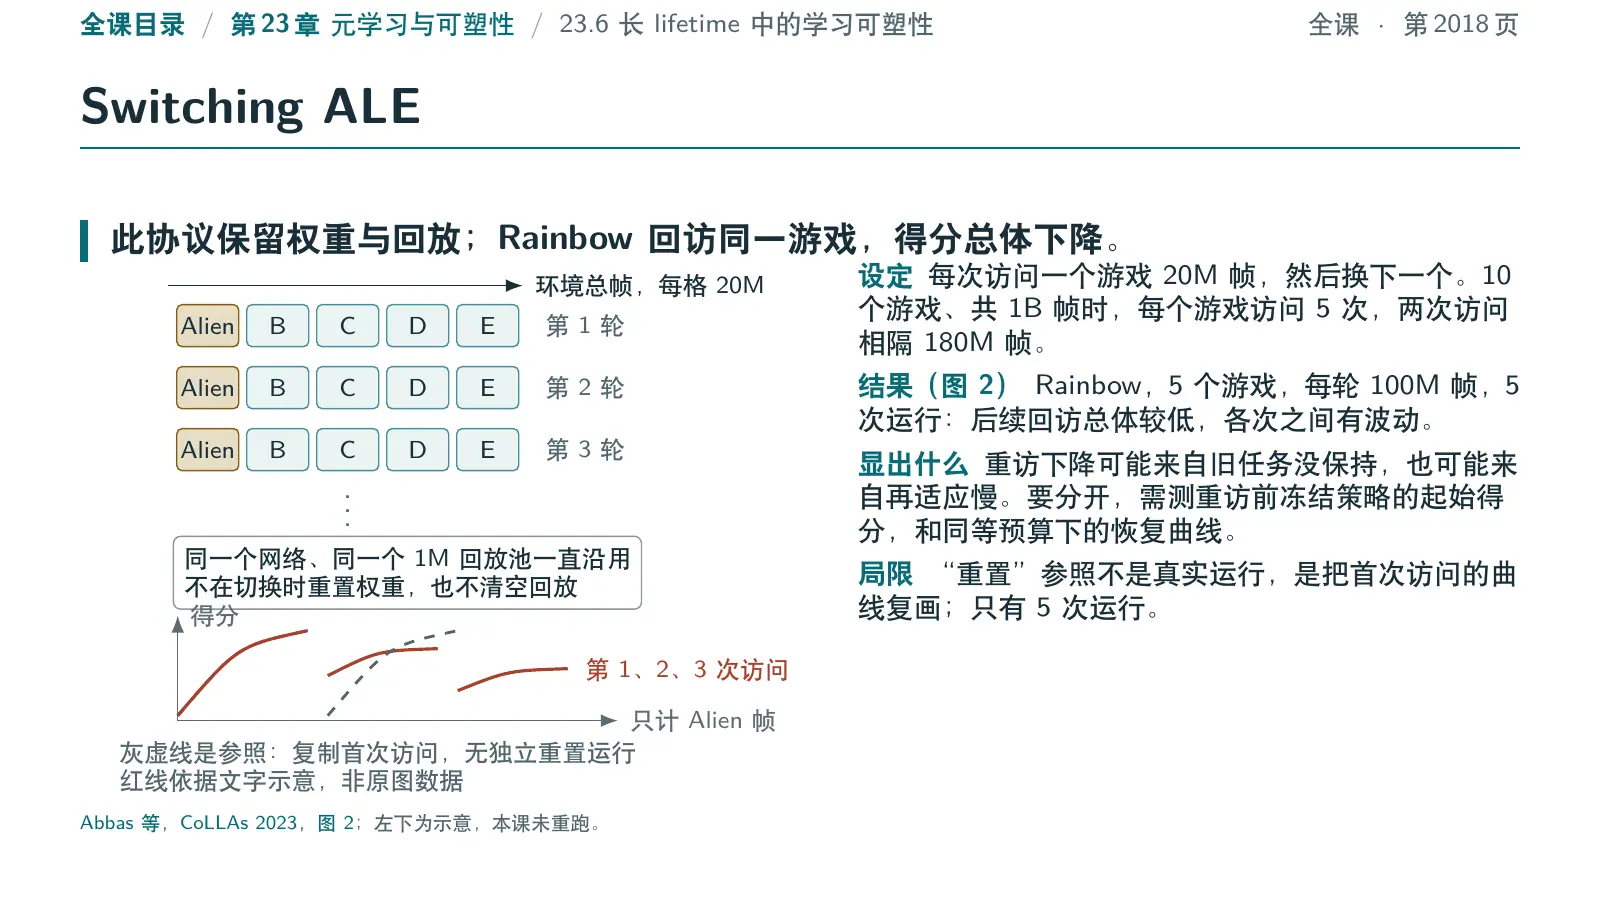 全课目录 / 第 23 章 元学习与可塑性 / 23.6 长 lifetime 中的学习可塑性
全课 · 第 2018 页
Switching ALE
此协议保留权重与回放；Rainbow 回访同一游戏，得分总体下降。
环境总帧，每格 20M
Alien B C D E 第 1 轮
Alien B C D E 第 2 轮
Alien B C D E 第 3 轮
⋮
同一个网络、同一个 1M 回放池一直沿用
不在切换时重置权重，也不清空回放
得分
第 1、2、3 次访问
只计 Alien 帧
灰虚线是参照：复制首次访问，无独立重置运行
红线依据文字示意，非原图数据
设定 每次访问一个游戏 20M 帧，然后换下一个。10
个游戏、共 1B 帧时，每个游戏访问 5 次，两次访问
相隔 180M 帧。
结果（图 2） Rainbow，5 个游戏，每轮 100M 帧，5
次运行：后续回访总体较低，各次之间有波动。
显出什么 重访下降可能来自旧任务没保持，也可能来
自再适应慢。要分开，需测重访前冻结策略的起始得
分，和同等预算下的恢复曲线。
局限 “重置”参照不是真实运行，是把首次访问的曲
线复画；只有 5 次运行。
Abbas 等，CoLLAs 2023，图 2；左下为示意，本课未重跑。